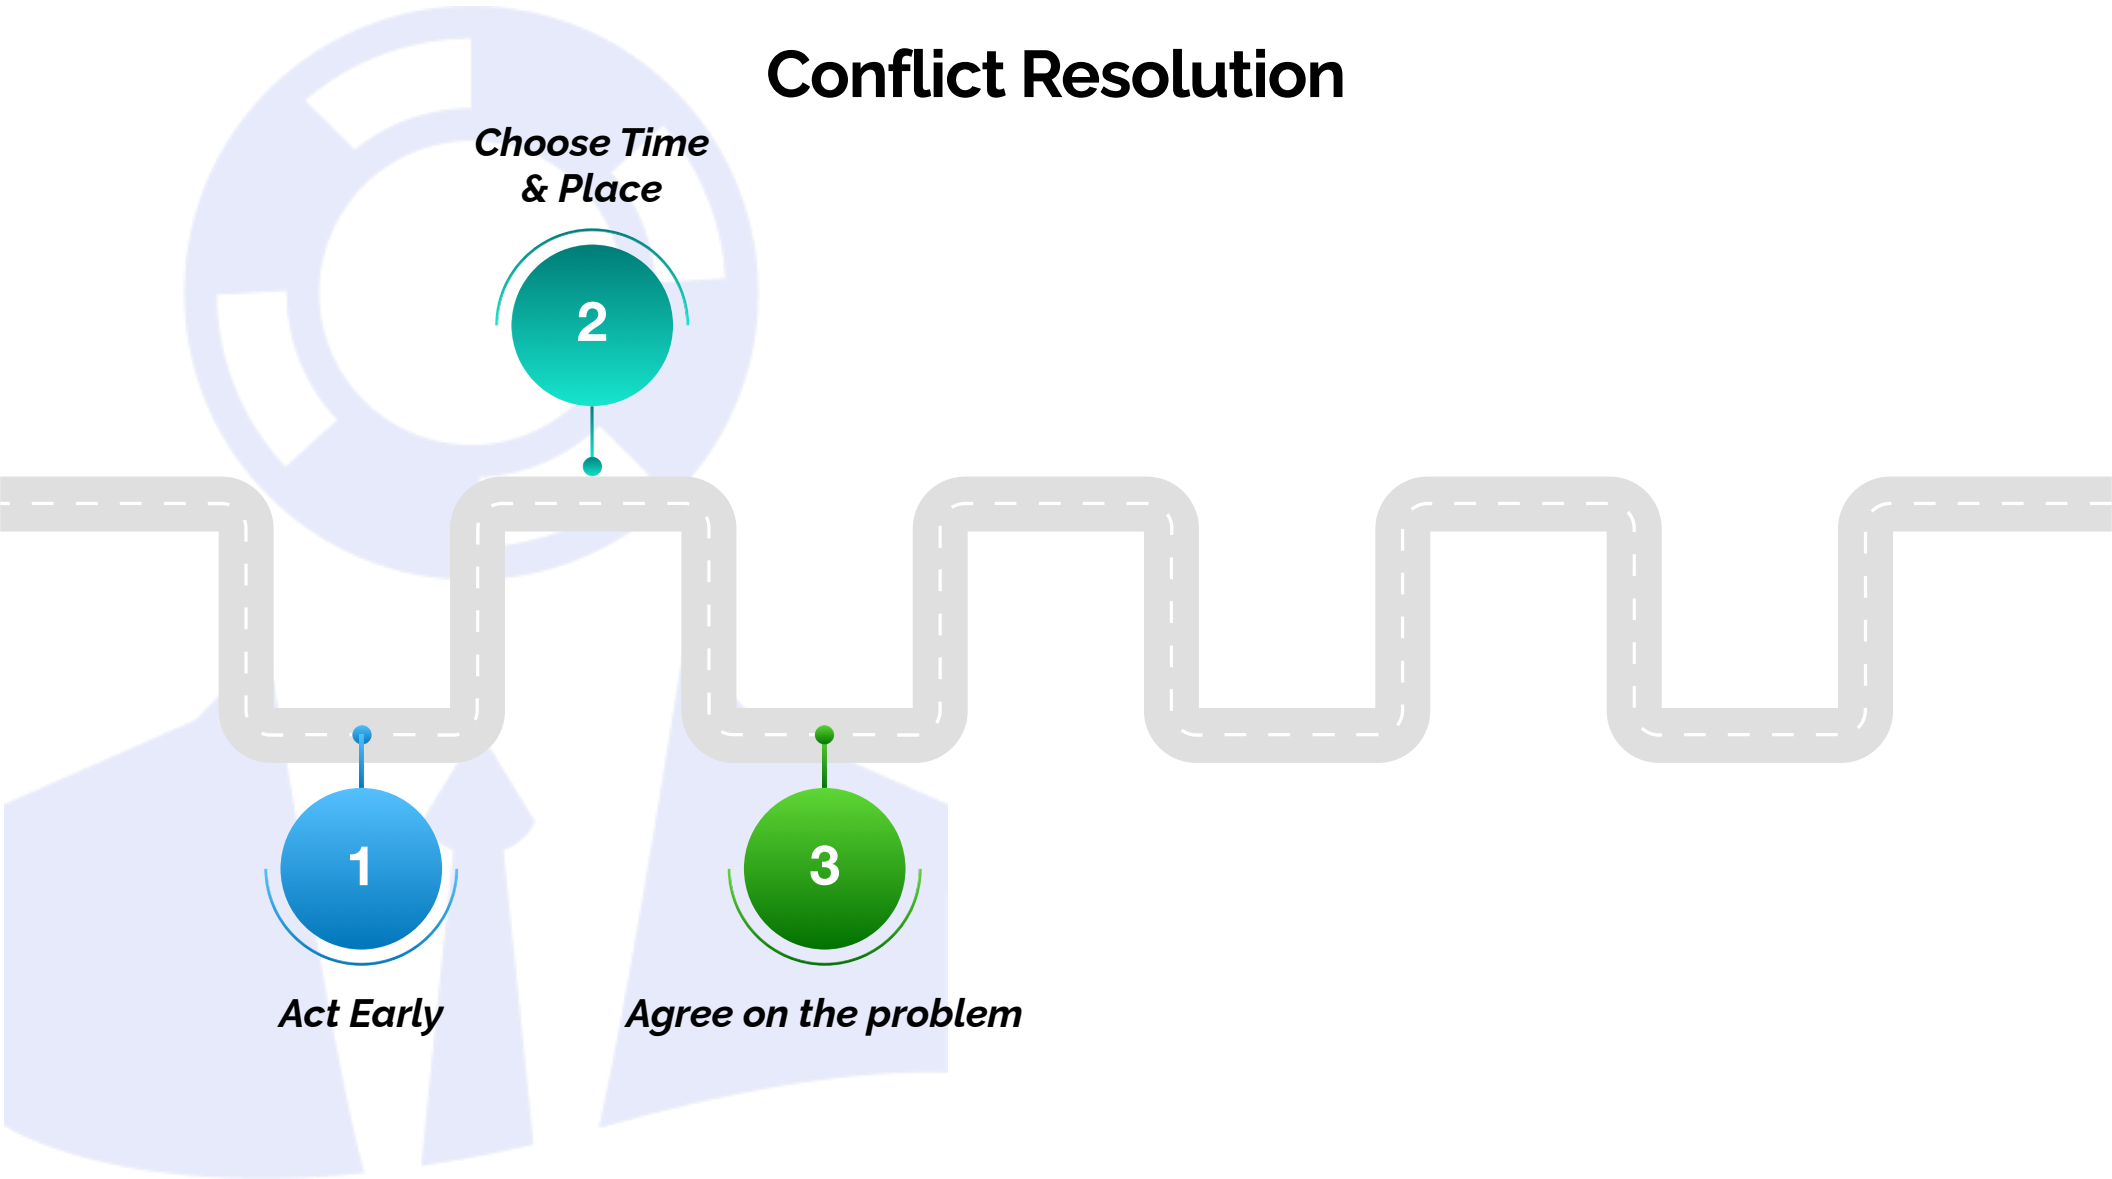 Conflict Resolution
Choose Time
& Place
2
1
3
Act Early
Agree on the problem